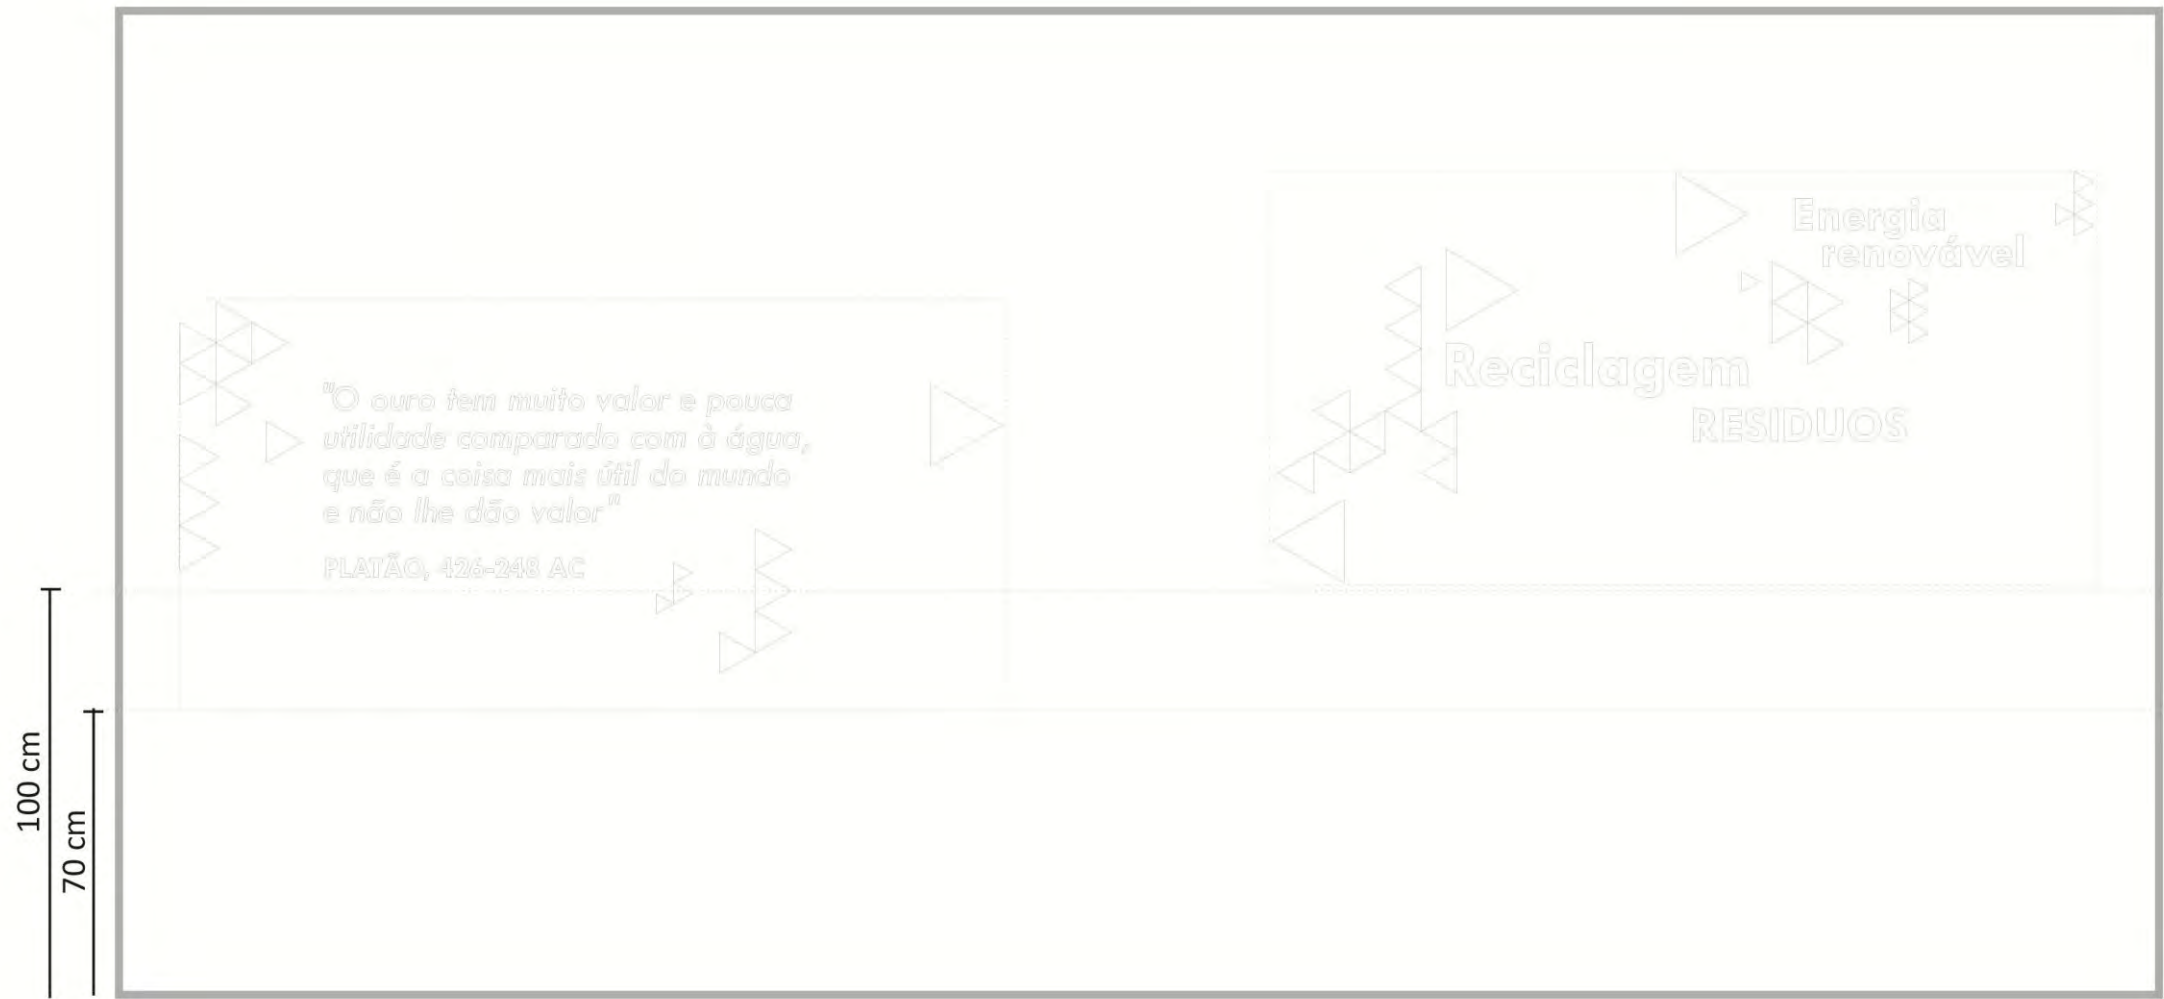 "O ouro tem muito valor e pouca
utilidade comparado com à água,
que é a coisa mais útil do mundo
e não lhe dão valor"
PLATÃO, 426-248 AC
Energia
renovável
Reciclagem
RESIDUOS
100 cm
70 cm